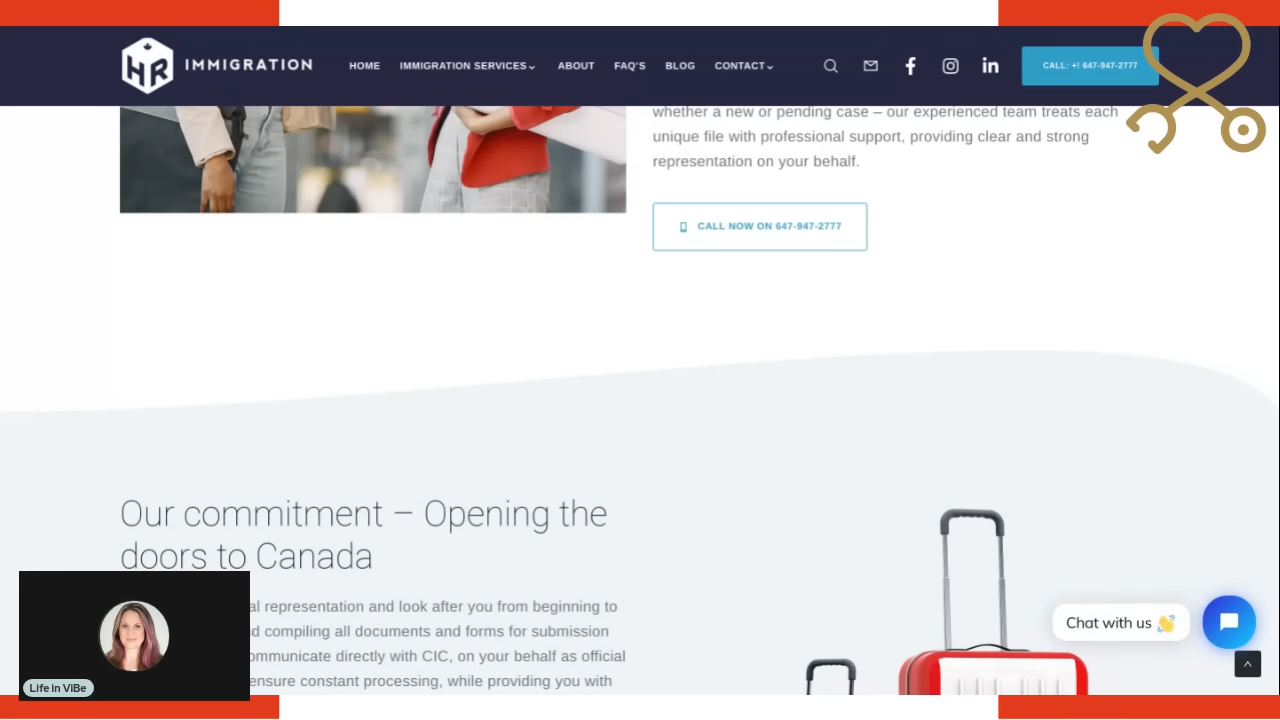 HR IMMIGRATION
HOME IMMIGRATION SERVICES ABOUT FAQ'S BLOG CONTACT
CALL: +! 647-947-2777
whether a new or pending case – our experienced team treats each
unique file with professional support, providing clear and strong
representation on your behalf.
CALL NOW ON 647-947-2777
Our commitment – Opening the
doors to Canada
al representation and look after you from beginning to
compiling all documents and forms for submission
ommunicate directly with CIC, on your behalf as official
ensure constant processing, while providing you with
Chat with us 👋
Life in ViBe